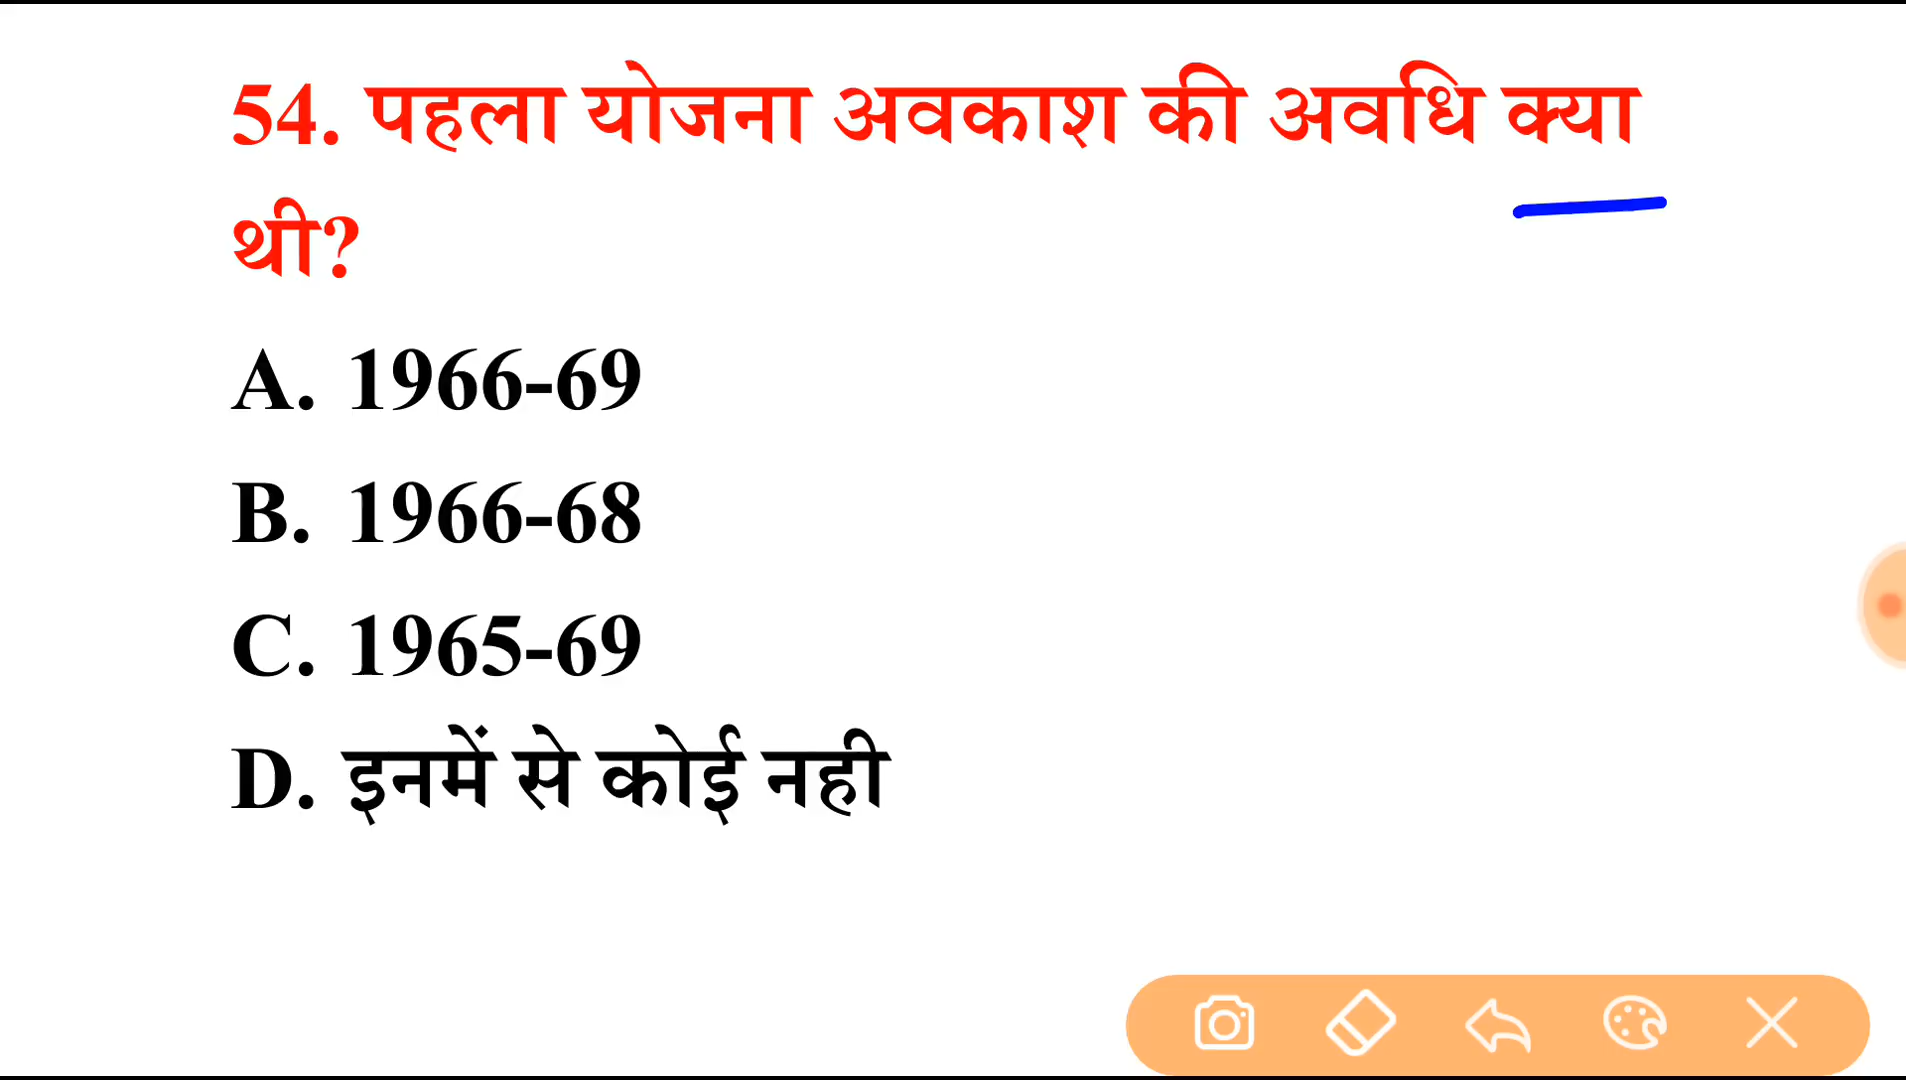 54. पहला योजना अवकाश की अवधि क्या
थी?
A. 1966-69
B. 1966-68
C. 1965-69
D. इनमें से कोई नही